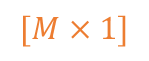 [𝑀 × 1]